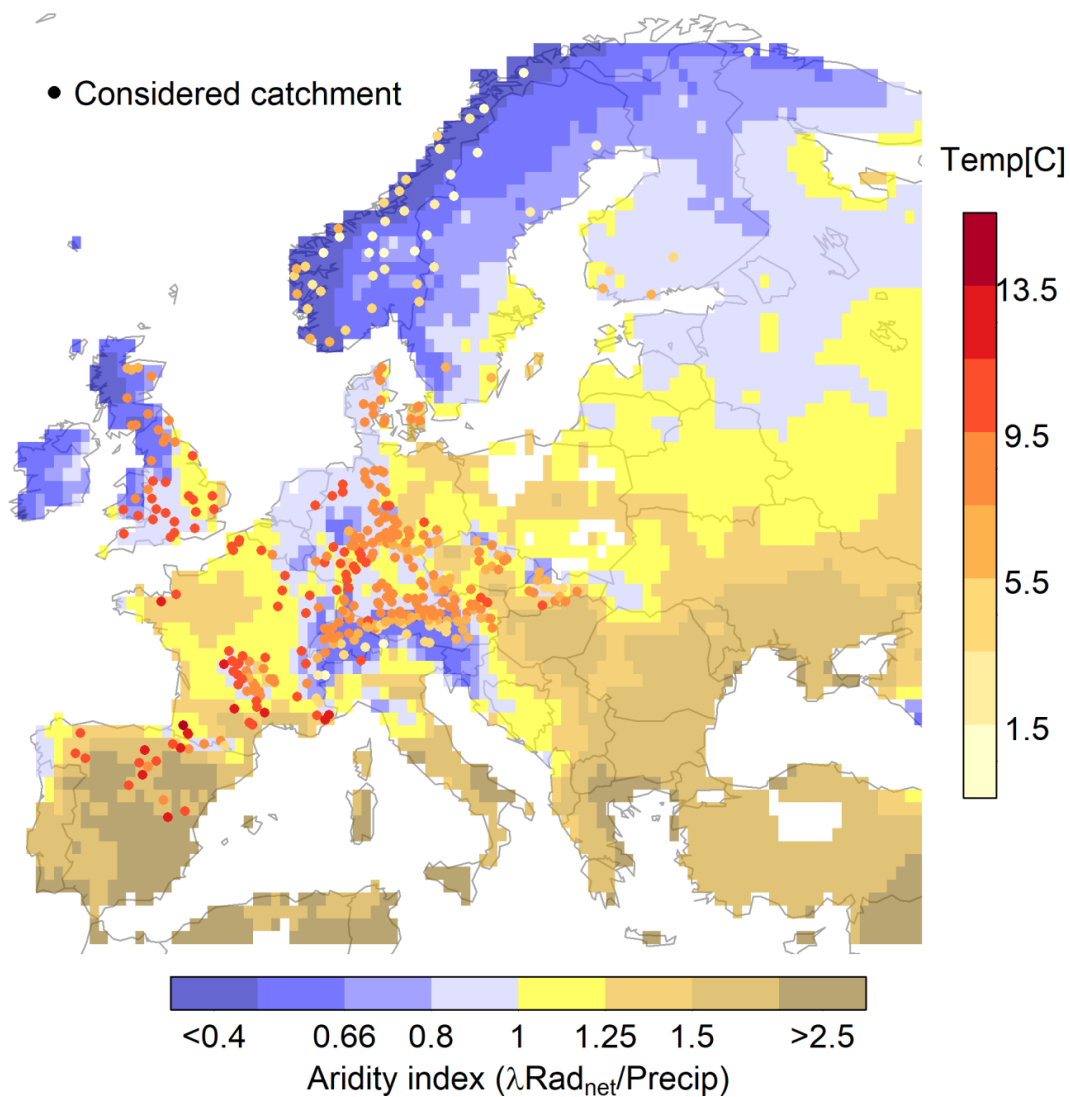 ● Considered catchment
Temp[C]
13.5
9.5
5.5
1.5
<0.4 0.66 0.8 1 1.25 1.5 >2.5
Aridity index (λRadnet/Precip)